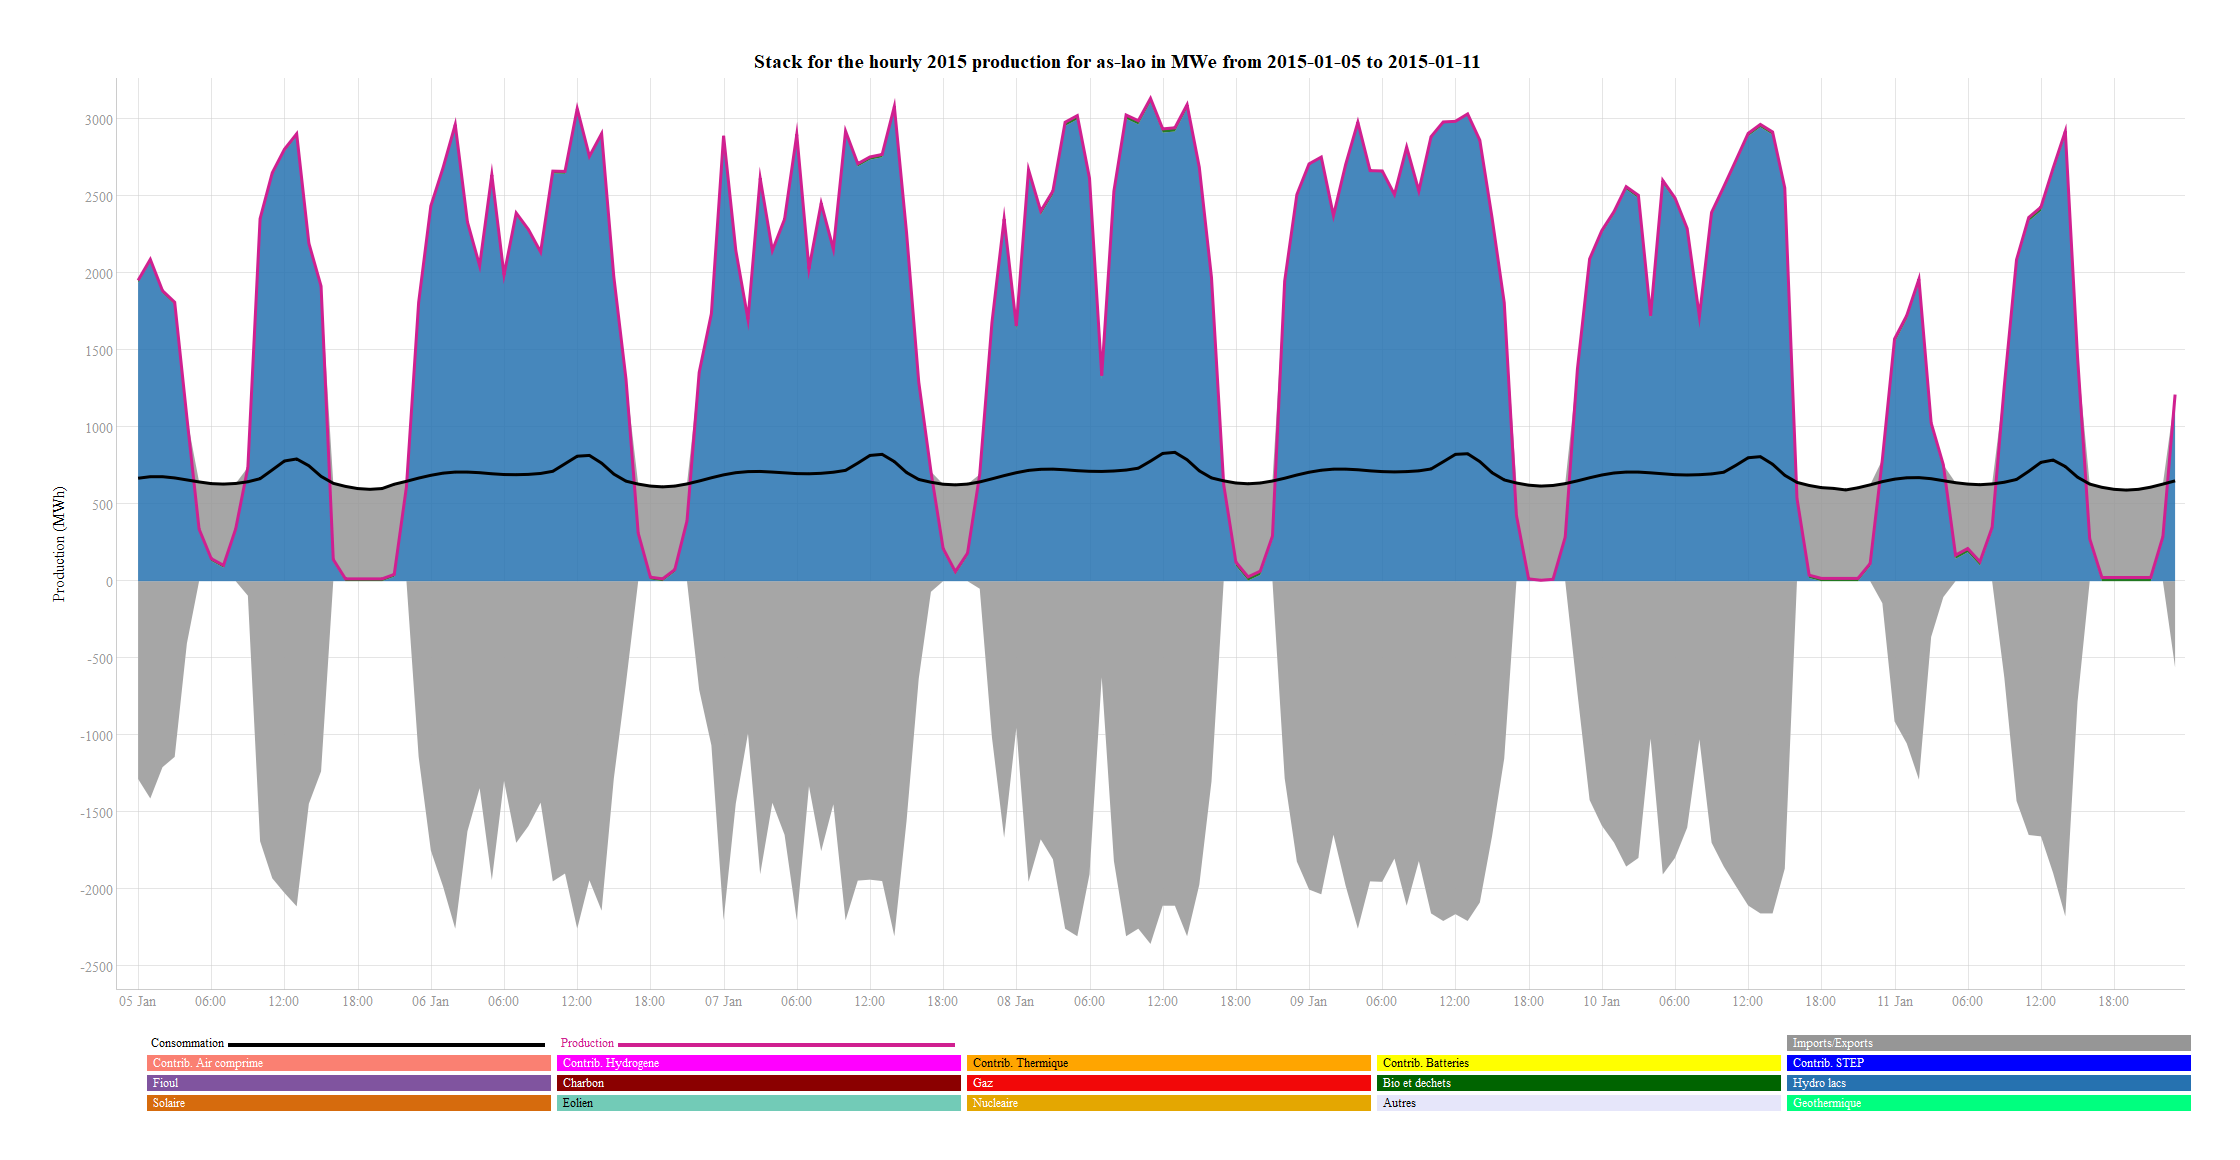 Stack for the hourly 2015 production for as-lao in MWe from 2015-01-05 to 2015-01-11
3000
2500
2000
1500
1000
500
0
-500
-1000
-1500
-2000
-2500
Production (MWh)
05 Jan 06:00 12:00 18:00 06 Jan 06:00 12:00 18:00 07 Jan 06:00 12:00 18:00 08 Jan 06:00 12:00 18:00 09 Jan 06:00 12:00 18:00 10 Jan 06:00 12:00 18:00 11 Jan 06:00 12:00 18:00
Consommation Production Imports/Exports
Contrib. Air comprime Contrib. Hydrogene Contrib. Thermique Contrib. Batteries Contrib. STEP
Fioul Charbon Gaz Bio et dechets Hydro lacs
Solaire Eolien Nucleaire Autres Geothermique